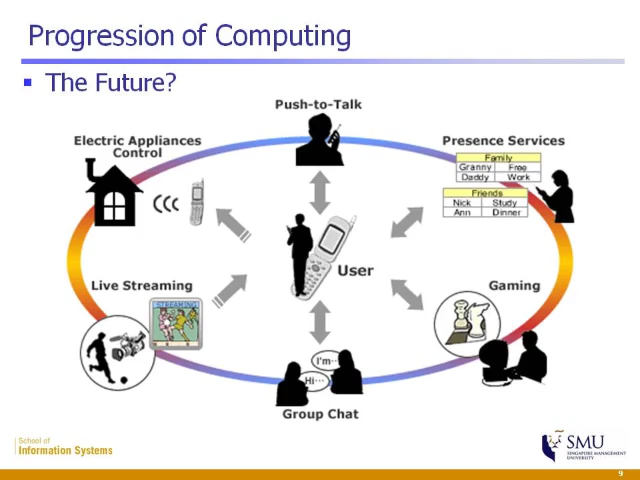 Progression of Computing
The Future?
Push-to-Talk
Electric Appliances
Control
Presence Services
Family
Granny Free
Daddy Work
Friends
Nick Study
Ann Dinner
User
Live Streaming
STREAMING
Gaming
I'm...
Hi...
Group Chat
School of
Information Systems
SMU
SINGAPORE MANAGEMENT
UNIVERSITY
9